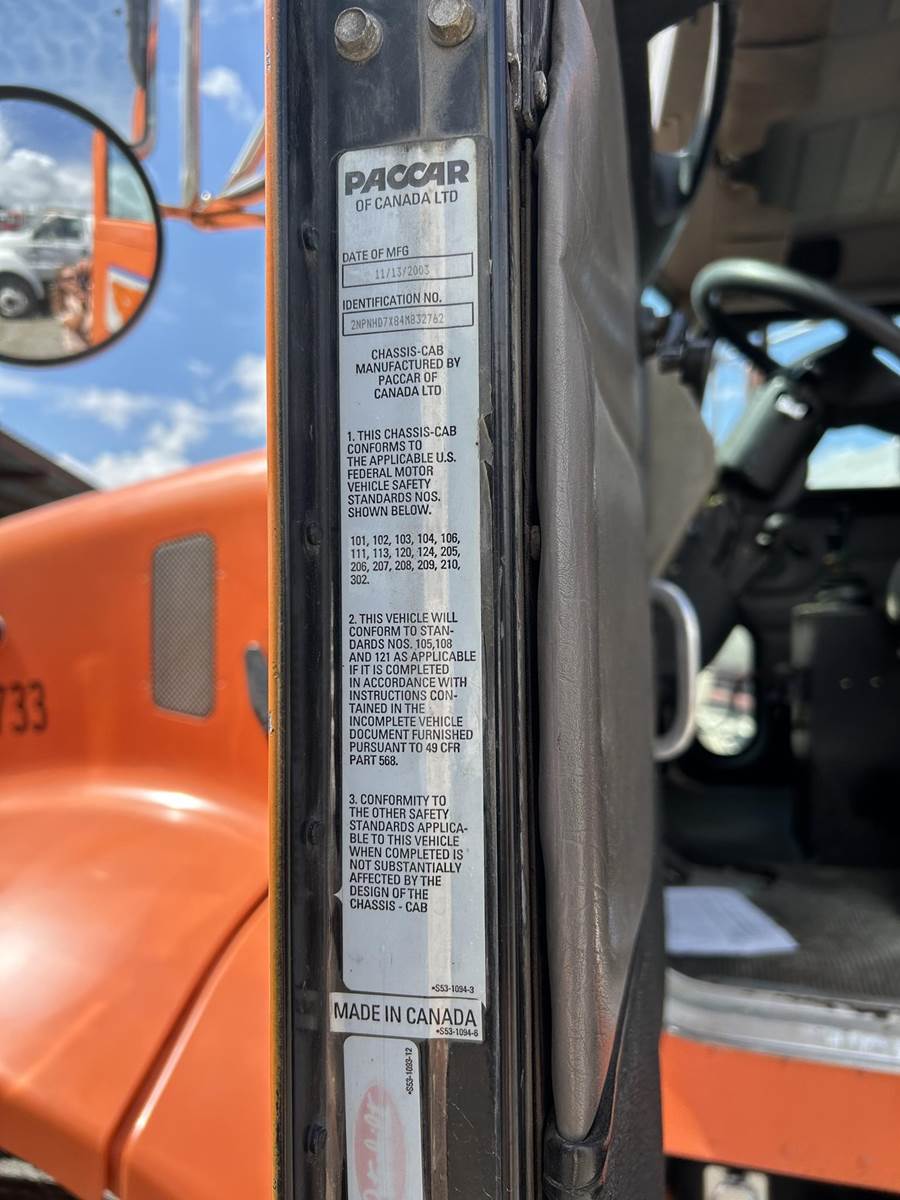 PACCAR
OF CANADA LTD
DATE OF MFG
11/13/2003
IDENTIFICATION NO.
2NPNHD7X84M832762
CHASSIS-CAB
MANUFACTURED BY
PACCAR OF
CANADA LTD
1. THIS CHASSIS-CAB
CONFORMS TO
THE APPLICABLE U.S.
FEDERAL MOTOR
VEHICLE SAFETY
STANDARDS NOS.
SHOWN BELOW.
101, 102, 103, 104, 106,
111, 113, 120, 124, 205,
206, 207, 208, 209, 210,
302.
2. THIS VEHICLE WILL
CONFORM TO STAN-
DARDS NOS. 105,108
AND 121 AS APPLICABLE
IF IT IS COMPLETED
IN ACCORDANCE WITH
INSTRUCTIONS CON-
TAINED IN THE
INCOMPLETE VEHICLE
DOCUMENT FURNISHED
PURSUANT TO 49 CFR
PART 568.
3. CONFORMITY TO
THE OTHER SAFETY
STANDARDS APPLICA-
BLE TO THIS VEHICLE
WHEN COMPLETED IS
NOT SUBSTANTIALLY
AFFECTED BY THE
DESIGN OF THE
CHASSIS - CAB
*S53-1094-3
MADE IN CANADA
*S53-1094-6
*S53-1093-12
733